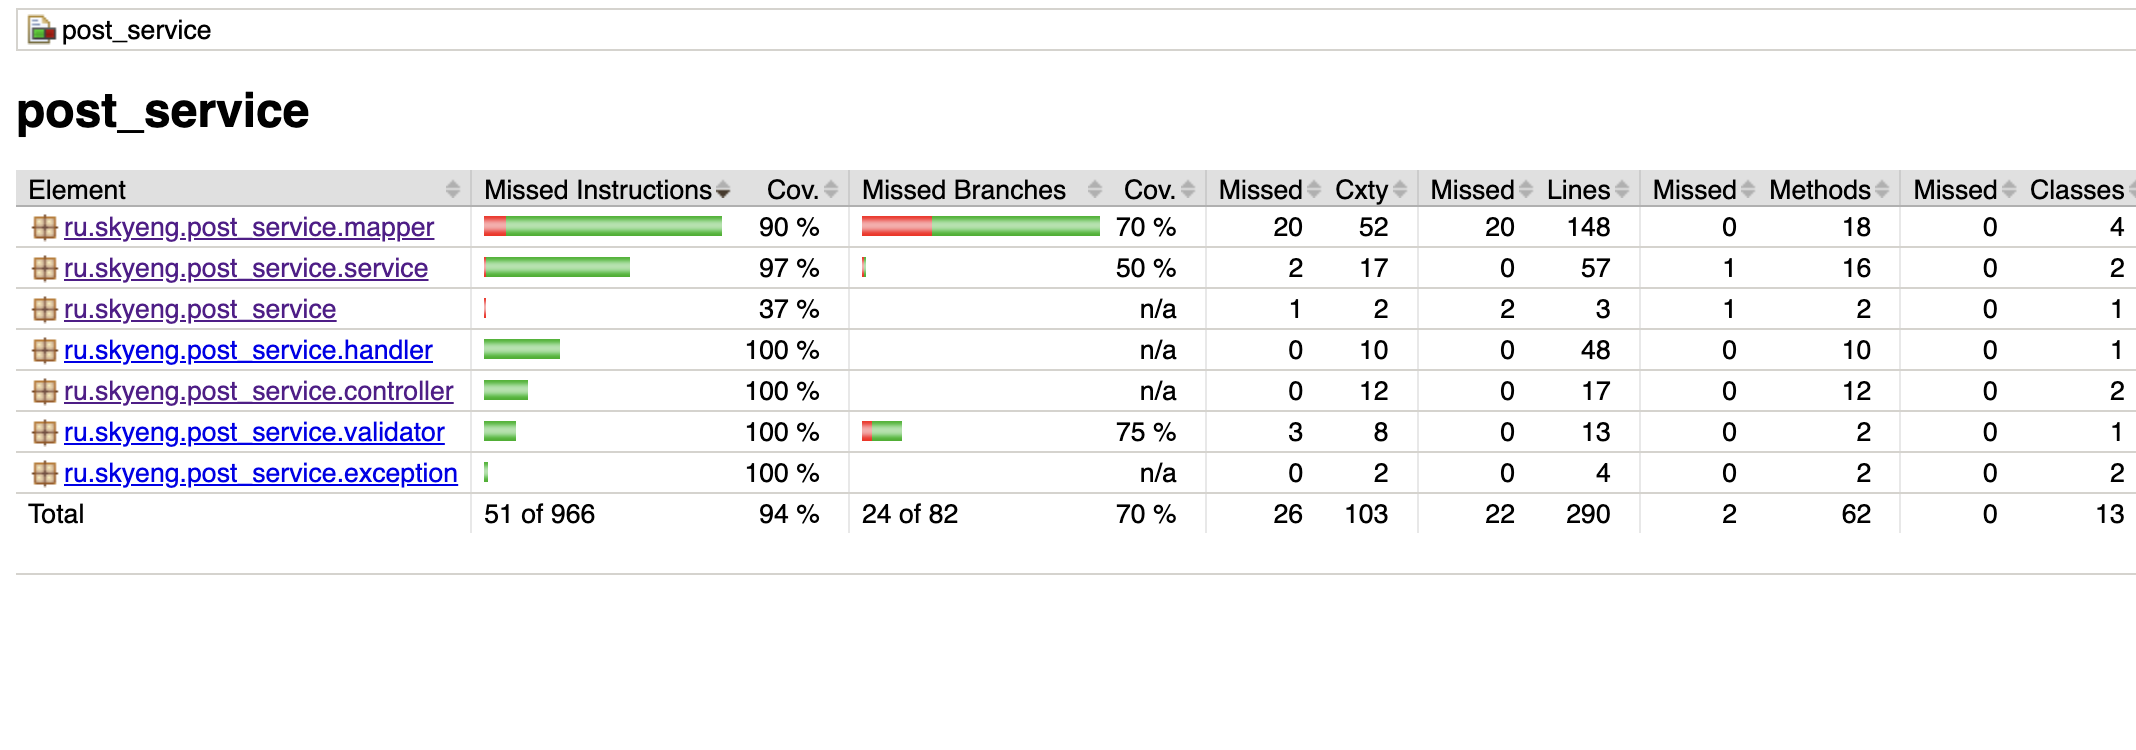 post_service
post_service
Element Missed Instructions Cov. Missed Branches Cov. Missed Cxty Missed Lines Missed Methods Missed Classes
ru.skyeng.post_service.mapper 90 % 70 % 20 52 20 148 0 18 0 4
ru.skyeng.post_service.service 97 % 50 % 2 17 0 57 1 16 0 2
ru.skyeng.post_service 37 % n/a 1 2 2 3 1 2 0 1
ru.skyeng.post_service.handler 100 % n/a 0 10 0 48 0 10 0 1
ru.skyeng.post_service.controller 100 % n/a 0 12 0 17 0 12 0 2
ru.skyeng.post_service.validator 100 % 75 % 3 8 0 13 0 2 0 1
ru.skyeng.post_service.exception 100 % n/a 0 2 0 4 0 2 0 2
Total 51 of 966 94 % 24 of 82 70 % 26 103 22 290 2 62 0 13